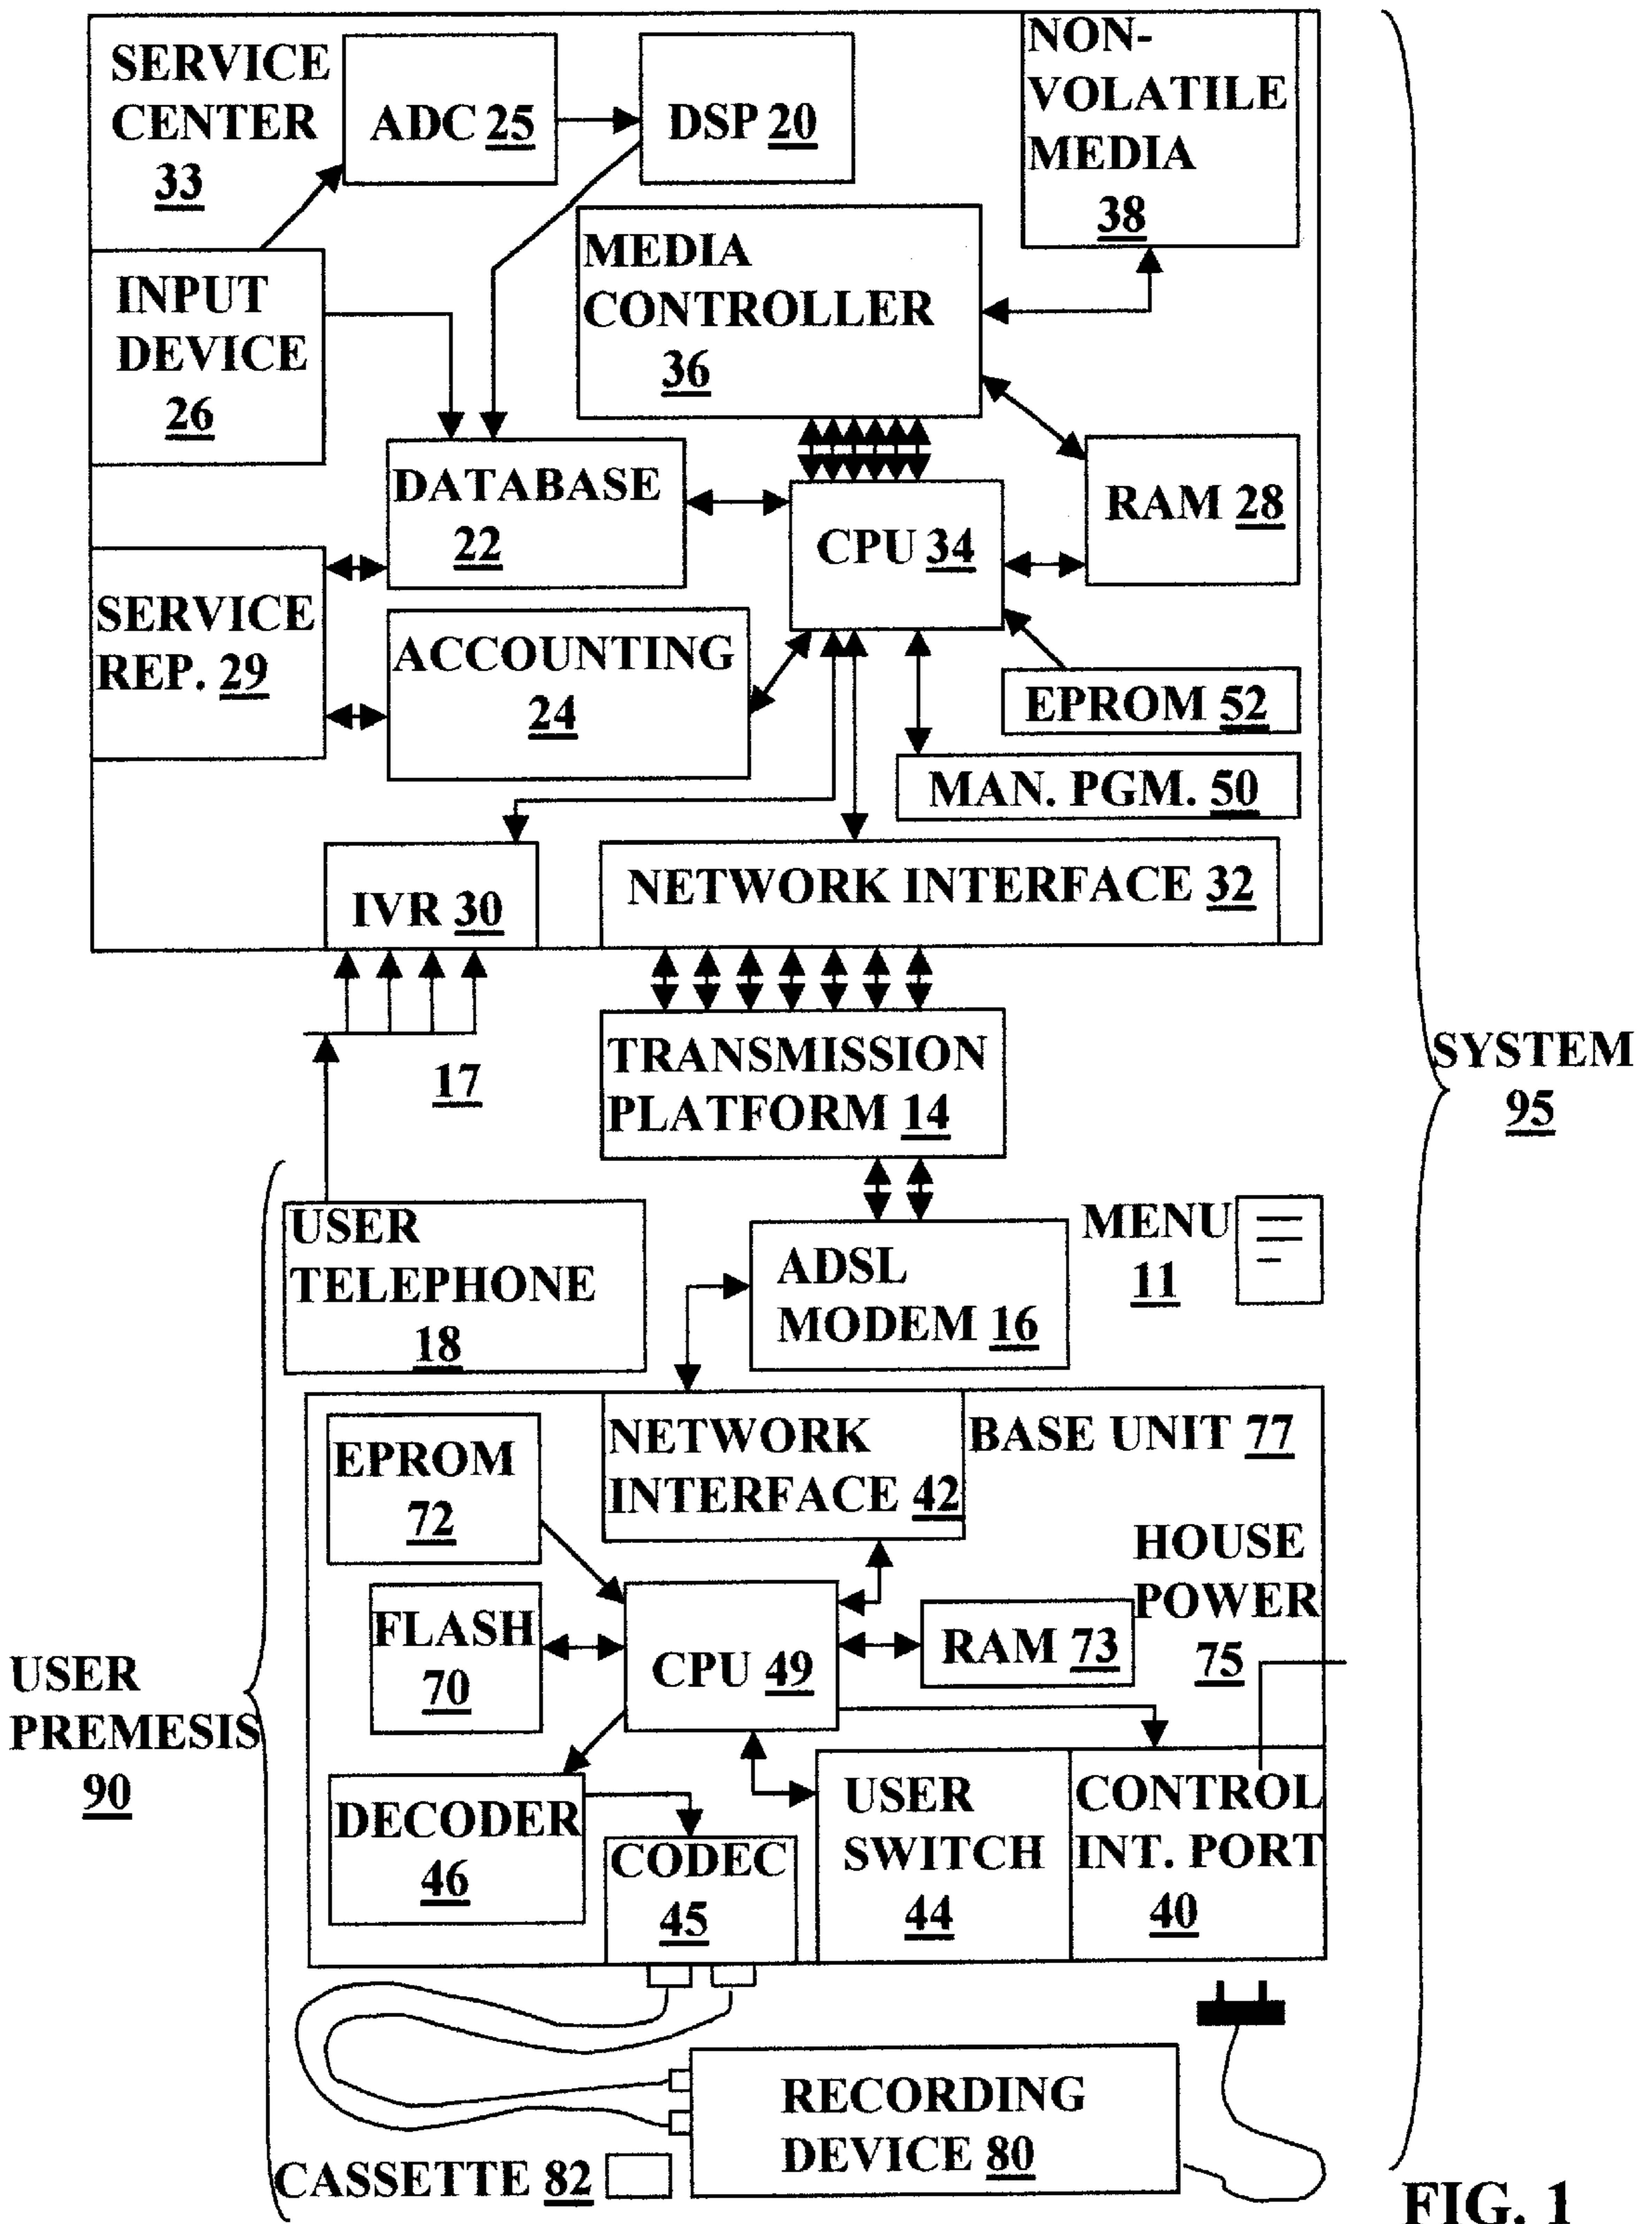 SERVICE
CENTER
33
ADC 25
DSP 20
NON-
VOLATILE
MEDIA
38
INPUT
DEVICE
26
MEDIA
CONTROLLER
36
DATABASE
22
CPU 34
RAM 28
SERVICE
REP. 29
ACCOUNTING
24
EPROM 52
MAN. PGM. 50
IVR 30
NETWORK INTERFACE 32
17
TRANSMISSION
PLATFORM 14
SYSTEM
95
USER
TELEPHONE
18
ADSL
MODEM 16
MENU
11
EPROM
72
NETWORK
INTERFACE 42
BASE UNIT 77
HOUSE
POWER
75
FLASH
70
CPU 49
RAM 73
USER
PREMESIS
90
DECODER
46
CODEC
45
USER
SWITCH
44
CONTROL
INT. PORT
40
RECORDING
DEVICE 80
CASSETTE 82
FIG. 1